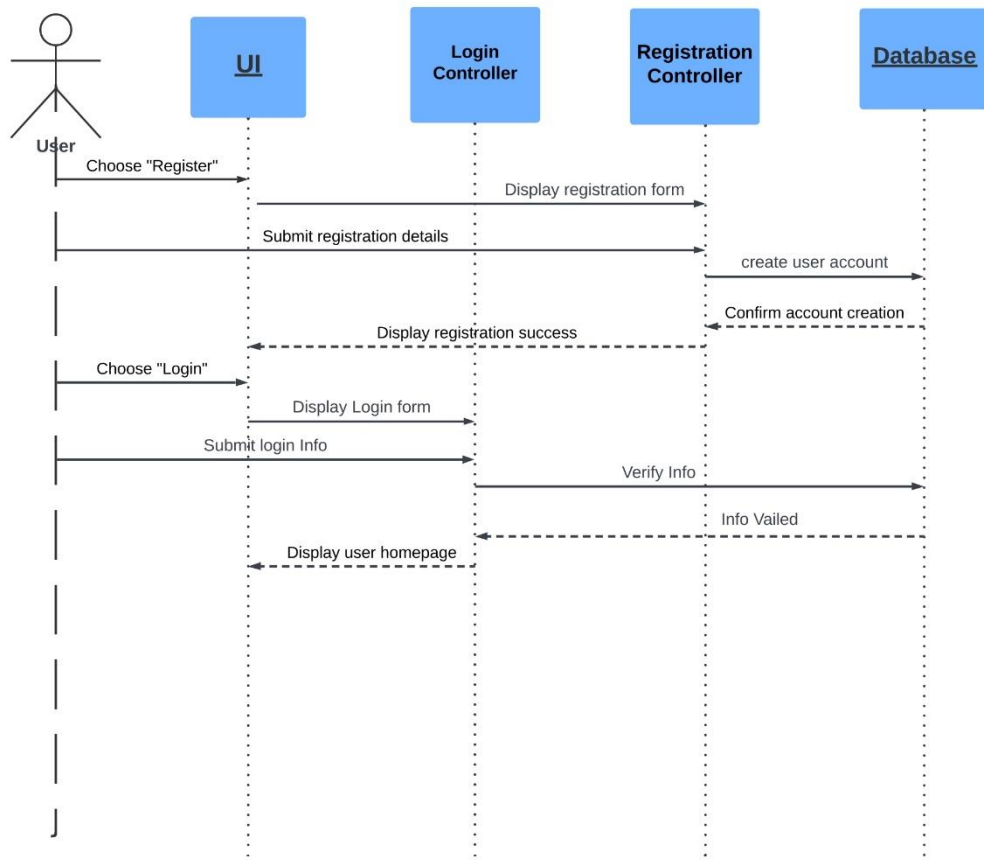 UI
Login
Controller
Registration
Controller
Database
User
Choose "Register"
Display registration form
Submit registration details
create user account
Confirm account creation
Display registration success
Choose "Login"
Display Login form
Submit login Info
Verify Info
Info Vailed
Display user homepage